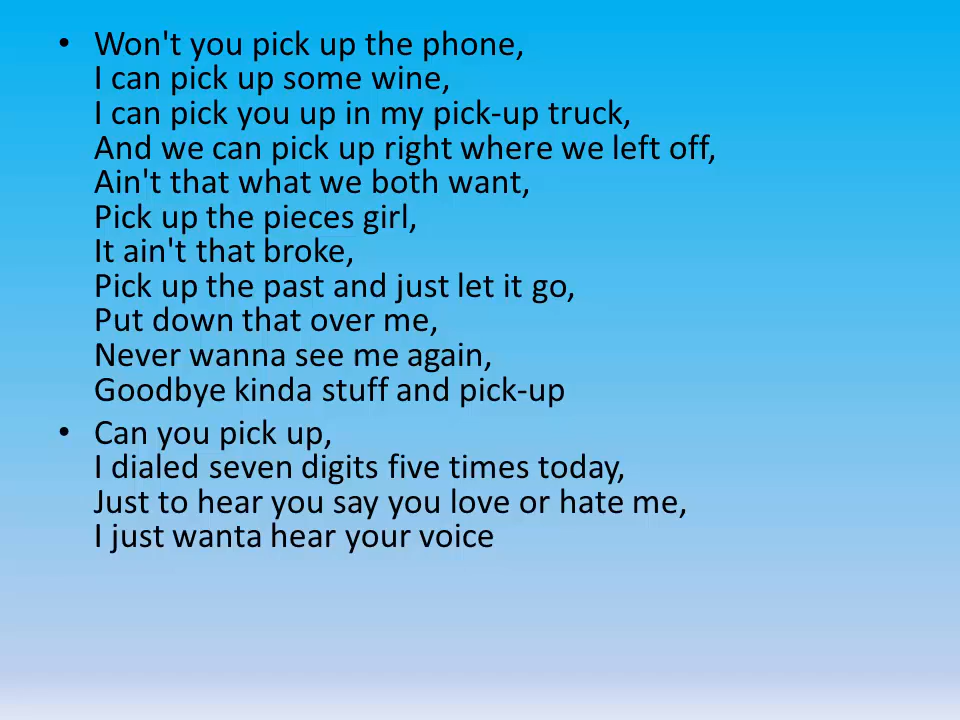 • Won't you pick up the phone,
I can pick up some wine,
I can pick you up in my pick-up truck,
And we can pick up right where we left off,
Ain't that what we both want,
Pick up the pieces girl,
It ain't that broke,
Pick up the past and just let it go,
Put down that over me,
Never wanna see me again,
Goodbye kinda stuff and pick-up
• Can you pick up,
I dialed seven digits five times today,
Just to hear you say you love or hate me,
I just wanta hear your voice